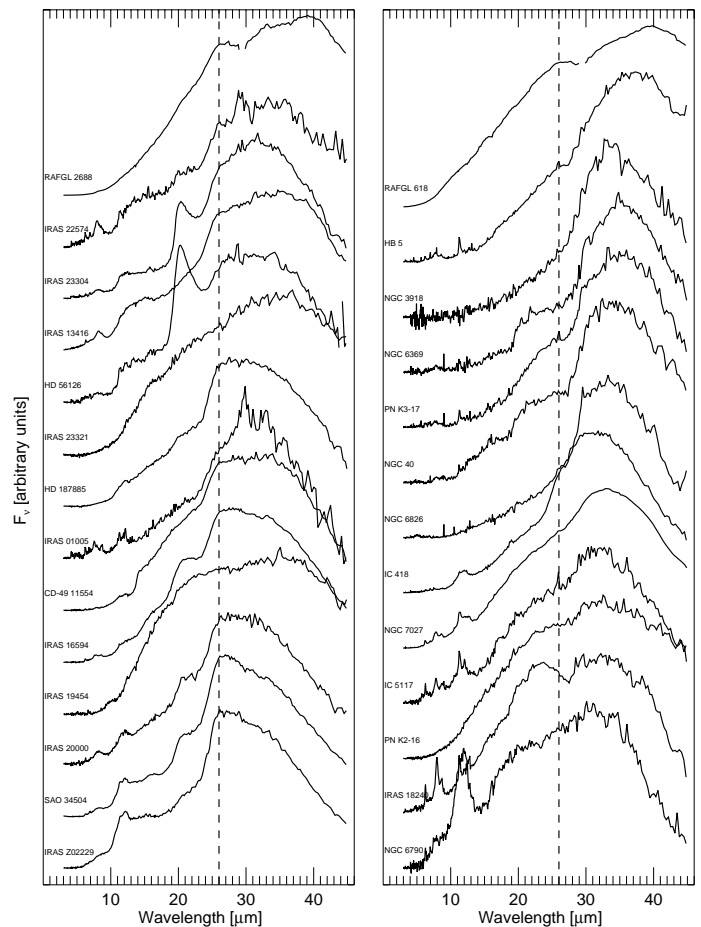 RAFGL 2688
IRAS 22574
IRAS 23304
IRAS 13416
HD 56126
IRAS 23321
HD 187885
IRAS 01005
CD-49 11554
IRAS 16594
IRAS 19454
IRAS 20000
SAO 34504
IRAS Z02229
10 20 30 40
Wavelength [μm]
Fν [arbitrary units]
RAFGL 618
HB 5
NGC 3918
NGC 6369
PN K3-17
NGC 40
NGC 6826
IC 418
NGC 7027
IC 5117
PN K2-16
IRAS 18240
NGC 6790
10 20 30 40
Wavelength [μm]